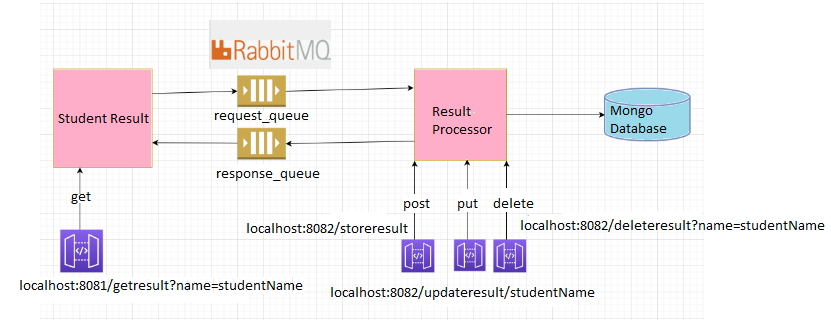 RabbitMQ
Student Result
request_queue
Result
Processor
Mongo
Database
response_queue
get
post
put
delete
localhost:8082/storeresult
localhost:8082/deleteresult?name=studentName
localhost:8081/getresult?name=studentName
localhost:8082/updateresult/studentName